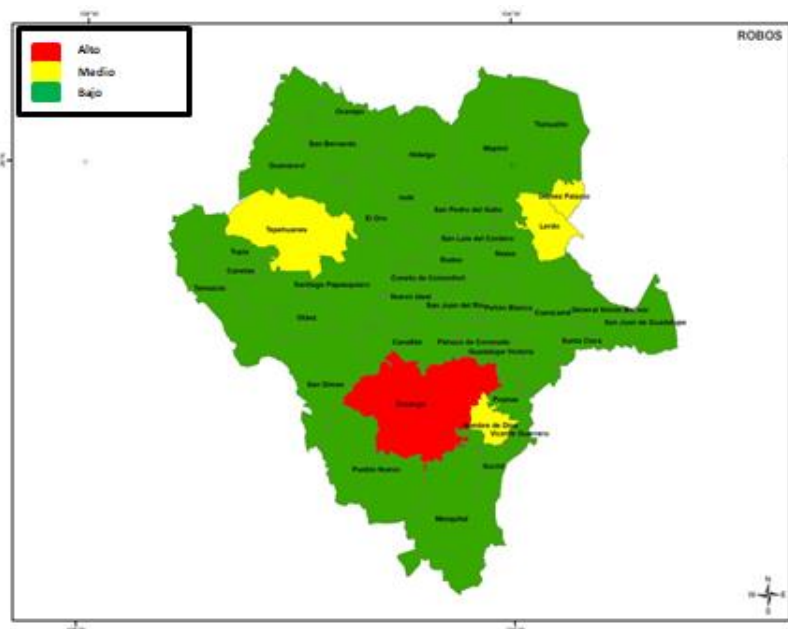 ROBOS
Alto
Medio
Bajo
Ocampo
San Bernardo
Guanaceví
Hidalgo
Mapimí
Tlahualilo
Gómez Palacio
Indé
San Pedro del Gallo
El Oro
Lerdo
Tepehuanes
San Luis del Cordero
Rodeo
Nazas
Topia
Canelas
Tamazula
Santiago Papasquiaro
Coneto de Comonfort
Nuevo Ideal
San Juan del Río
Peñón Blanco
Cuencamé
General Simón Bolívar
San Juan de Guadalupe
Otáez
Canatlán
Pánuco de Coronado
Guadalupe Victoria
Santa Clara
San Dimas
Durango
Poanas
Nombre de Dios
Vicente Guerrero
Súchil
Pueblo Nuevo
Mezquital
N
W
E
S